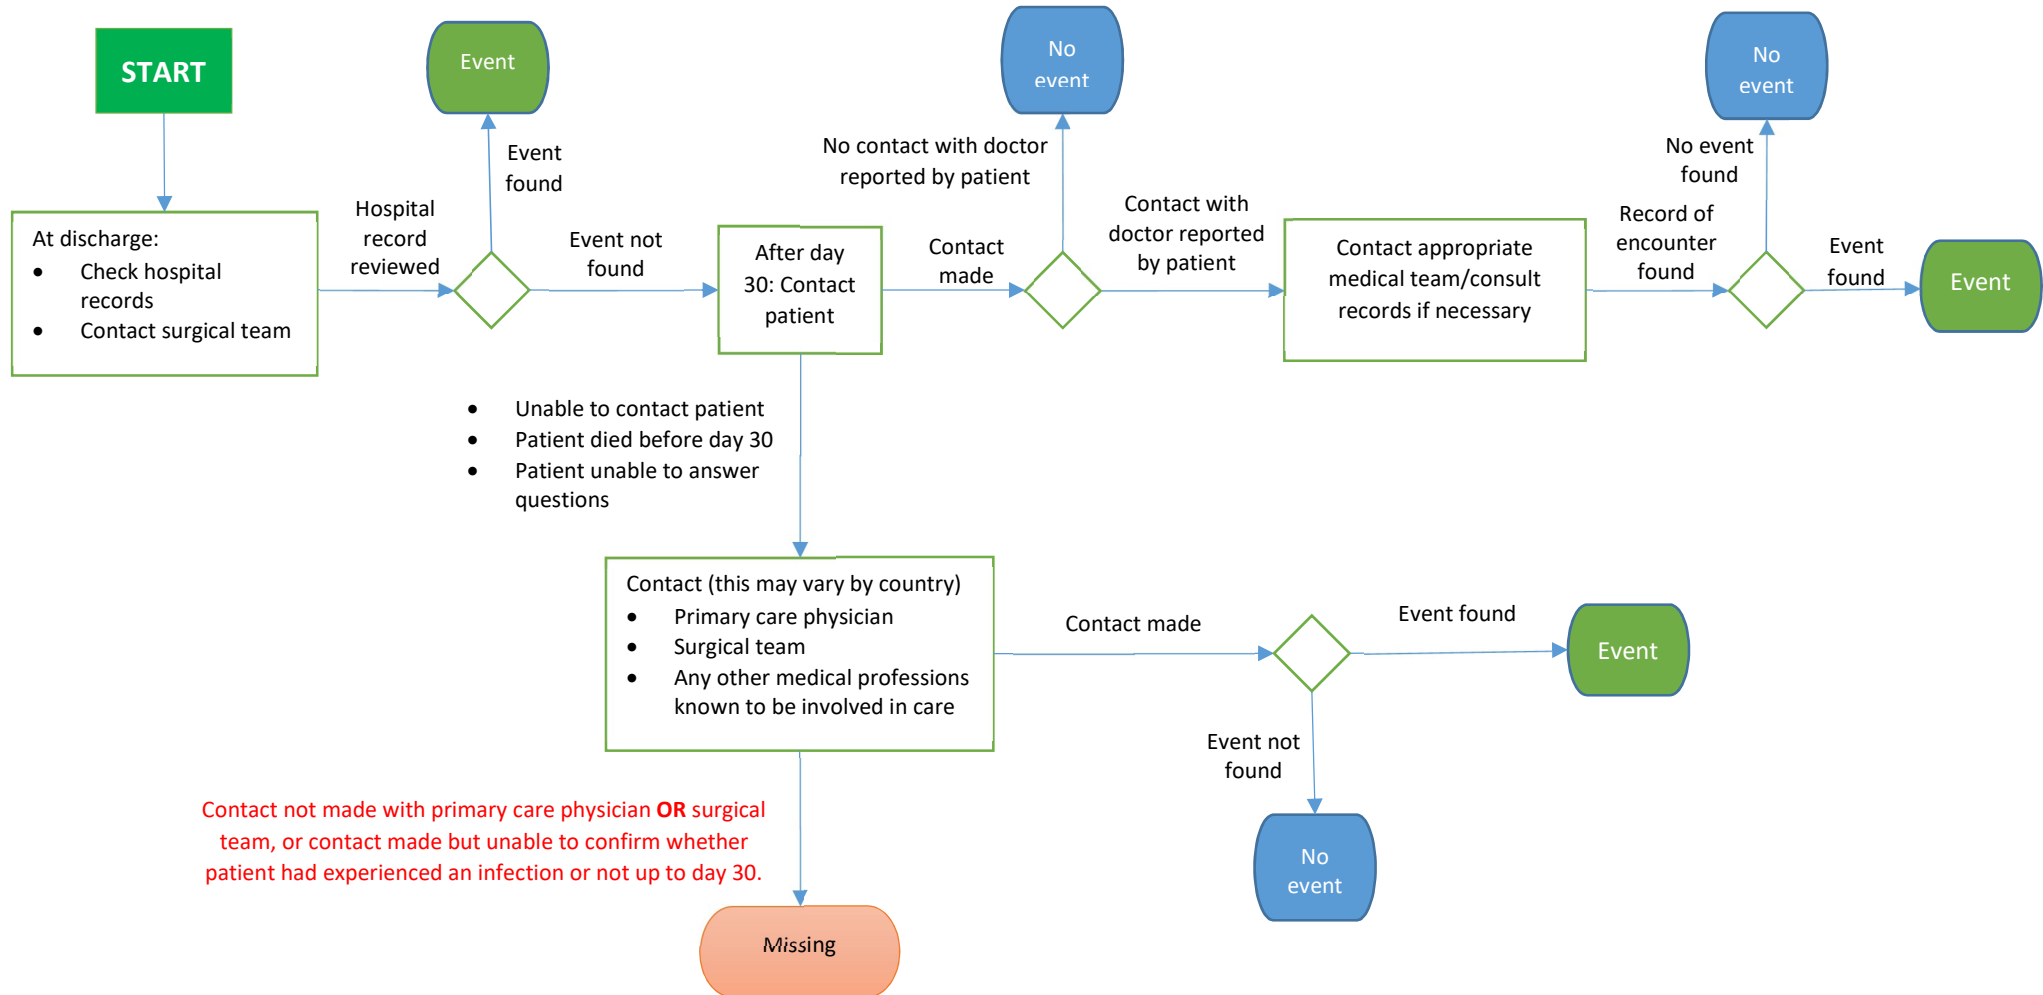 START
Event
No
event
No
event
Event
found
No contact with doctor
reported by patient
No event
found
Hospital
record
reviewed
At discharge:
• Check hospital
records
• Contact surgical team
Event not
found
After day
30: Contact
patient
Contact
made
Contact with
doctor reported
by patient
Contact appropriate
medical team/consult
records if necessary
Record of
encounter
found
Event
found
Event
• Unable to contact patient
• Patient died before day 30
• Patient unable to answer
questions
Contact (this may vary by country)
• Primary care physician
• Surgical team
• Any other medical professions
known to be involved in care
Contact made
Event found
Event
Event not
found
No
event
Contact not made with primary care physician OR surgical
team, or contact made but unable to confirm whether
patient had experienced an infection or not up to day 30.
Missing